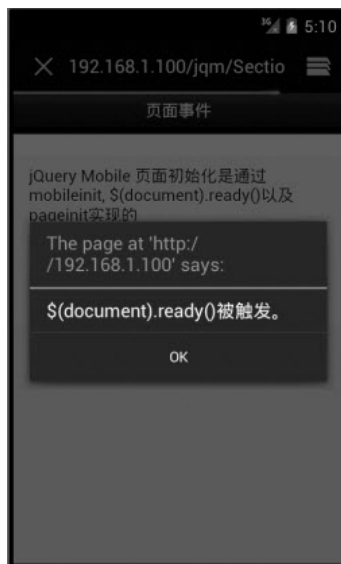 3G 5:10
192.168.1.100/jqm/Sectio
页面事件
jQuery Mobile 页面初始化是通过
mobileinit, $(document).ready()以及
pageinit实现的
The page at 'http:/
/192.168.1.100' says:
$(document).ready()被触发。
OK